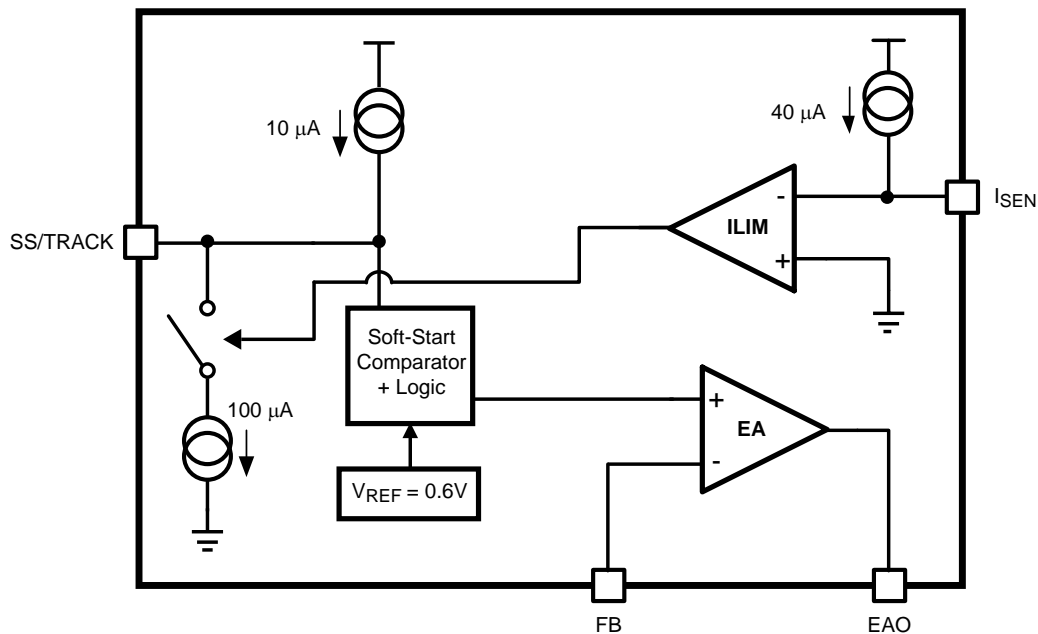 10 μA
40 μA
I_SEN
-
ILIM
+
SS/TRACK
Soft-Start
Comparator
+ Logic
100 μA
+
EA
-
V_REF = 0.6V
FB
EAO